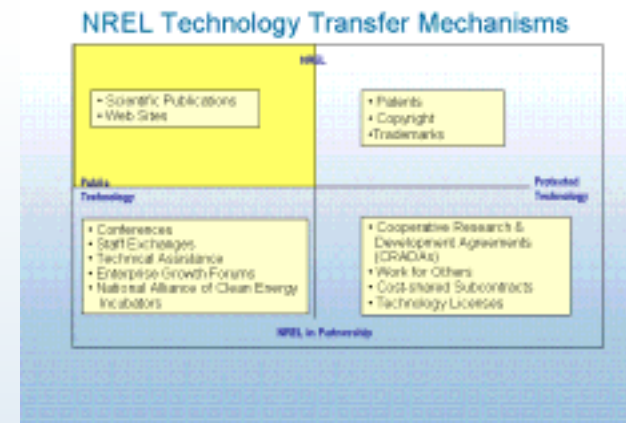 NREL Technology Transfer Mechanisms
NREL
• Scientific Publications
• Web Sites
• Patents
• Copyright
•Trademarks
Public
Technology
Protected
Technology
• Conferences
• Staff Exchanges
• Technical Assistance
• Enterprise Growth Forums
• National Alliance of Clean Energy
Incubators
• Cooperative Research &
Development Agreements
(CRADAs)
• Work for Others
• Cost-shared Subcontracts
• Technology Licenses
NREL in Partnership